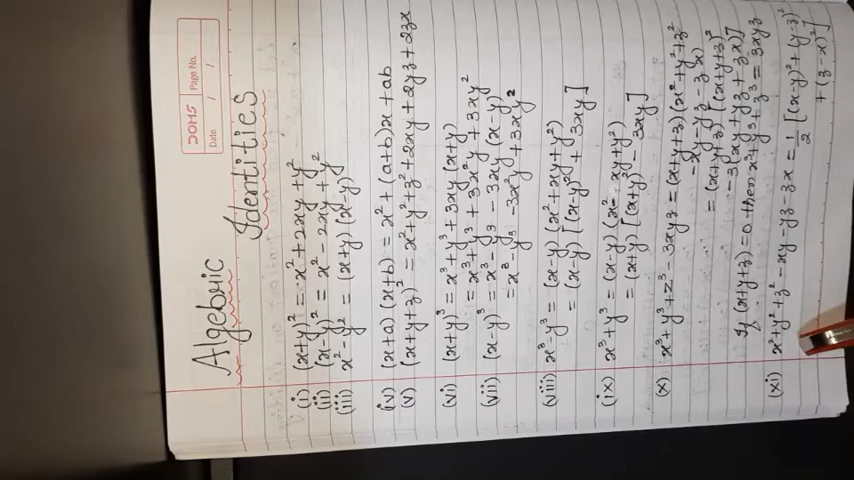 DOMS
Page No.
Date / /
Algebric
Identities
(i) (x+y)² = x² + 2xy + y²
(ii) (x-y)² = x² - 2xy + y²
(iii) x² - y² = (x+y) (x-y)
(iv) (x+a) (x+b) = x² + (a+b)x + ab
(v) (x+y+z)² = x² + y² + z² + 2xy + 2yz + 2zx
(vi) (x+y)³ = x³ + y³ + 3xy (x+y)
= x³ + y³ + 3x²y + 3xy²
(vii) (x-y)³ = x³ - y³ - 3xy (x-y)
= x³ - y³ - 3x²y + 3xy²
(viii) x³ - y³ = (x-y) (x² + xy + y²)
= (x-y) [(x-y)² + 3xy]
(ix) x³ + y³ = (x-y) (x² - xy + y²)
= (x+y) [(x+y)² - 3xy]
(x) x³ + y³ + z³ - 3xyz = (x+y+z) (x² + y² + z²
- xy - yz - zx)
= (x+y+z) [(x+y+z)²
- 3(xy + yz + zx)]
If (x+y+z) = 0 then x³ + y³ + z³ = 3xyz
(xi) x² + y² + z² - xy - yz - zx = 1/2 [(x-y)² + (y-z)²
+ (z-x)²]